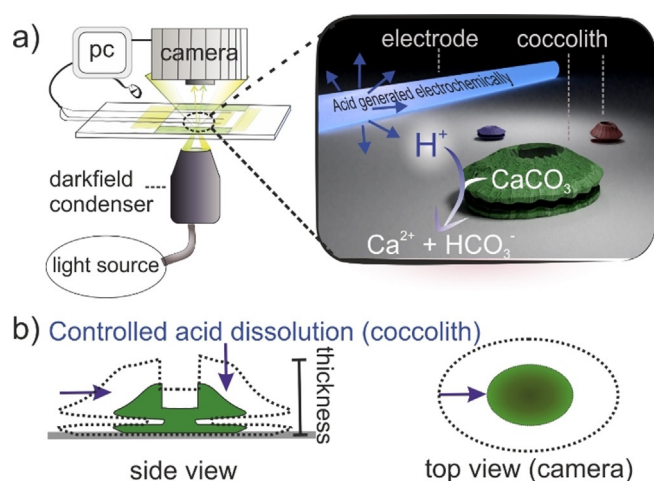 a)
pc
camera
darkfield
condenser
light source
electrode
coccolith
Acid generated electrochemically
H⁺
CaCO₃
Ca²⁺ + HCO₃⁻
b) Controlled acid dissolution (coccolith)
thickness
side view
top view (camera)